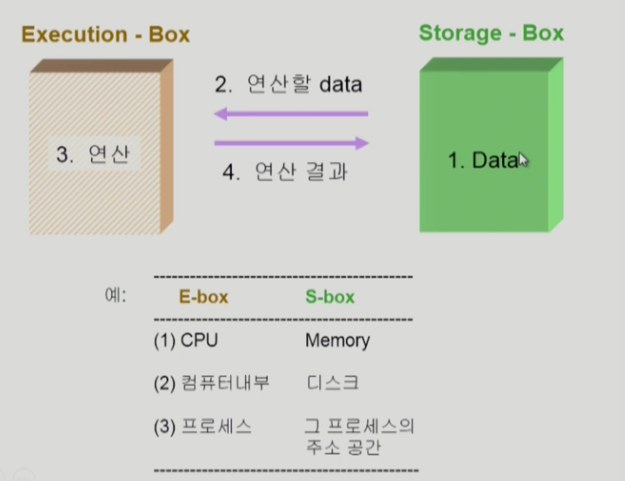 Execution - Box
Storage - Box
2. 연산할 data
3. 연산
1. Data
4. 연산 결과
예:
E-box S-box
(1) CPU Memory
(2) 컴퓨터내부 디스크
(3) 프로세스 그 프로세스의
주소 공간